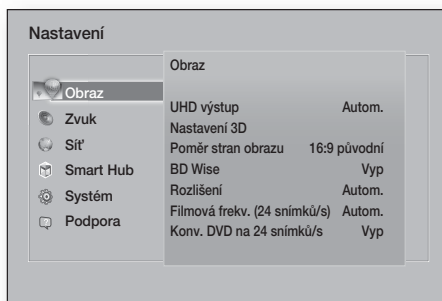 Nastavení
Obraz
Zvuk
Síť
Smart Hub
Systém
Podpora
Obraz
UHD výstup Autom.
Nastavení 3D
Poměr stran obrazu 16:9 původní
BD Wise Vyp
Rozlišení Autom.
Filmová frekv. (24 snímků/s) Autom.
Konv. DVD na 24 snímků/s Vyp